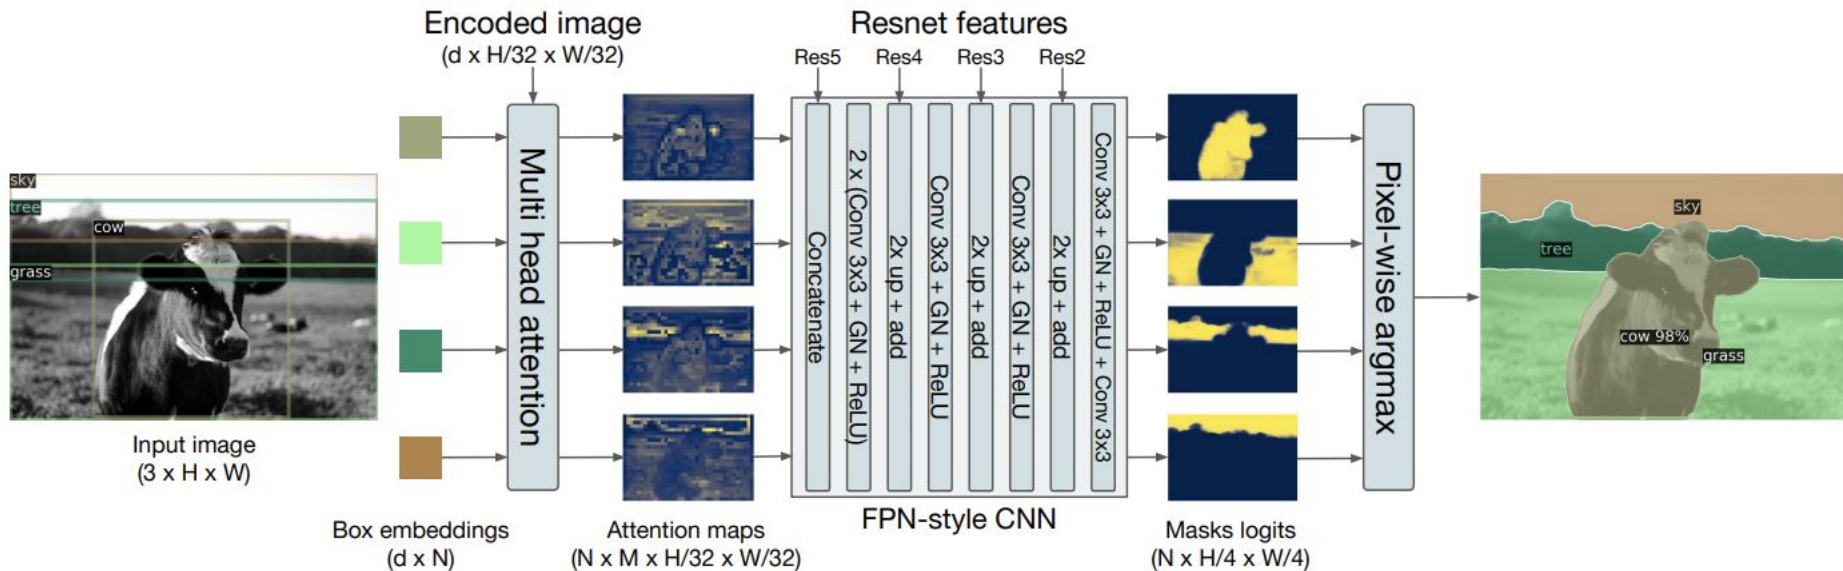 Encoded image
(d x H/32 x W/32)
Resnet features
Res5
Res4
Res3
Res2
sky
tree
cow
grass
Input image
(3 x H x W)
Box embeddings
(d x N)
Multi head attention
Attention maps
(N x M x H/32 x W/32)
Concatenate
2 x (Conv 3x3 + GN + ReLU)
2x up + add
Conv 3x3 + GN + ReLU
2x up + add
Conv 3x3 + GN + ReLU
2x up + add
Conv 3x3 + GN + ReLU + Conv 3x3
FPN-style CNN
Masks logits
(N x H/4 x W/4)
Pixel-wise argmax
sky
tree
cow 98%
grass